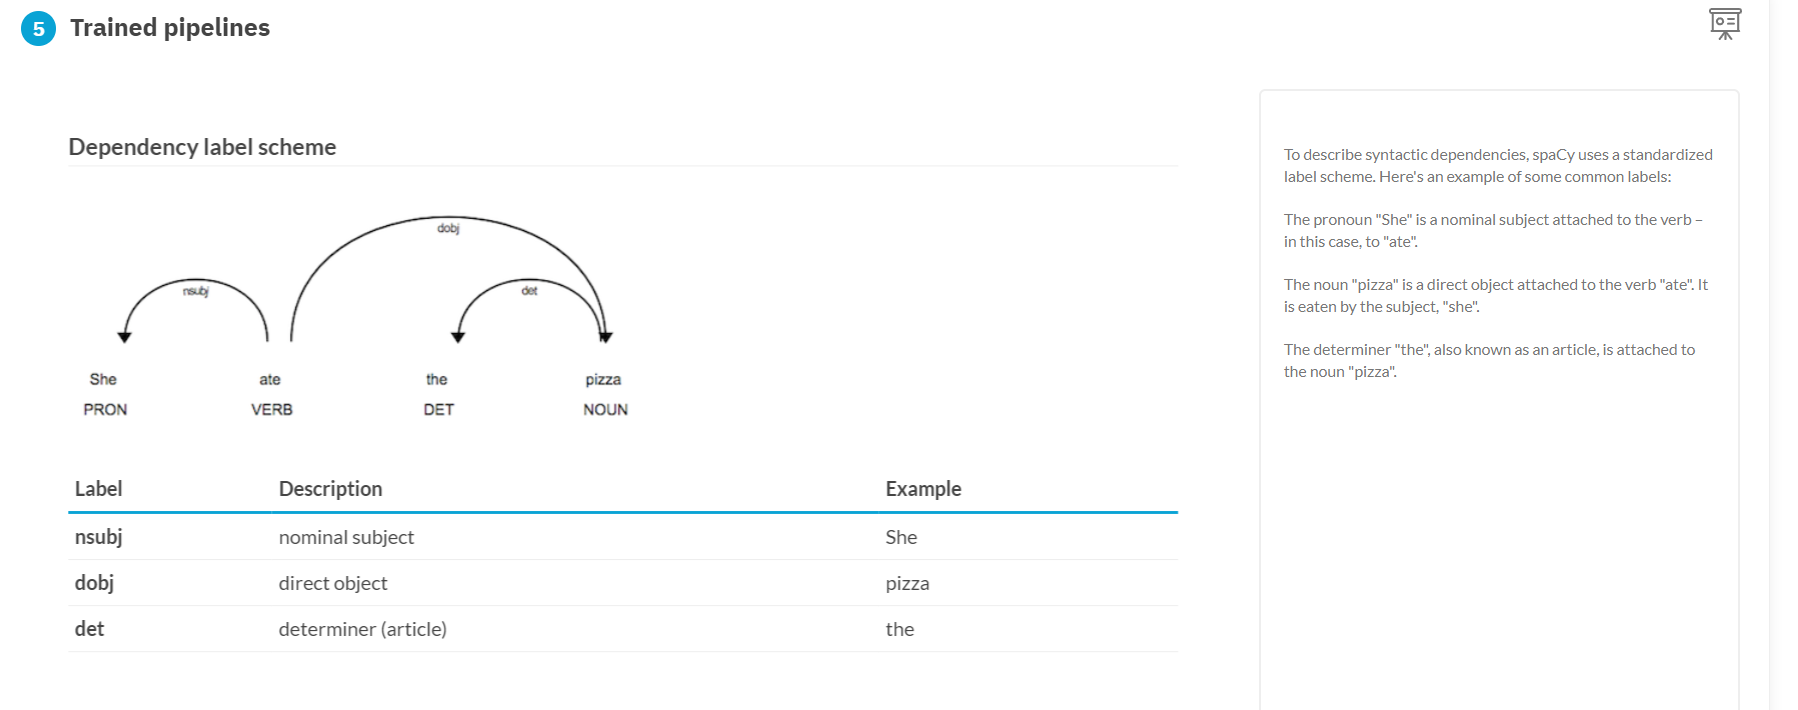 5 Trained pipelines
Dependency label scheme
dobj
nsubj det
She ate the pizza
PRON VERB DET NOUN
Label Description Example
nsubj nominal subject She
dobj direct object pizza
det determiner (article) the
To describe syntactic dependencies, spaCy uses a standardized
label scheme. Here's an example of some common labels:
The pronoun "She" is a nominal subject attached to the verb –
in this case, to "ate".
The noun "pizza" is a direct object attached to the verb "ate". It
is eaten by the subject, "she".
The determiner "the", also known as an article, is attached to
the noun "pizza".